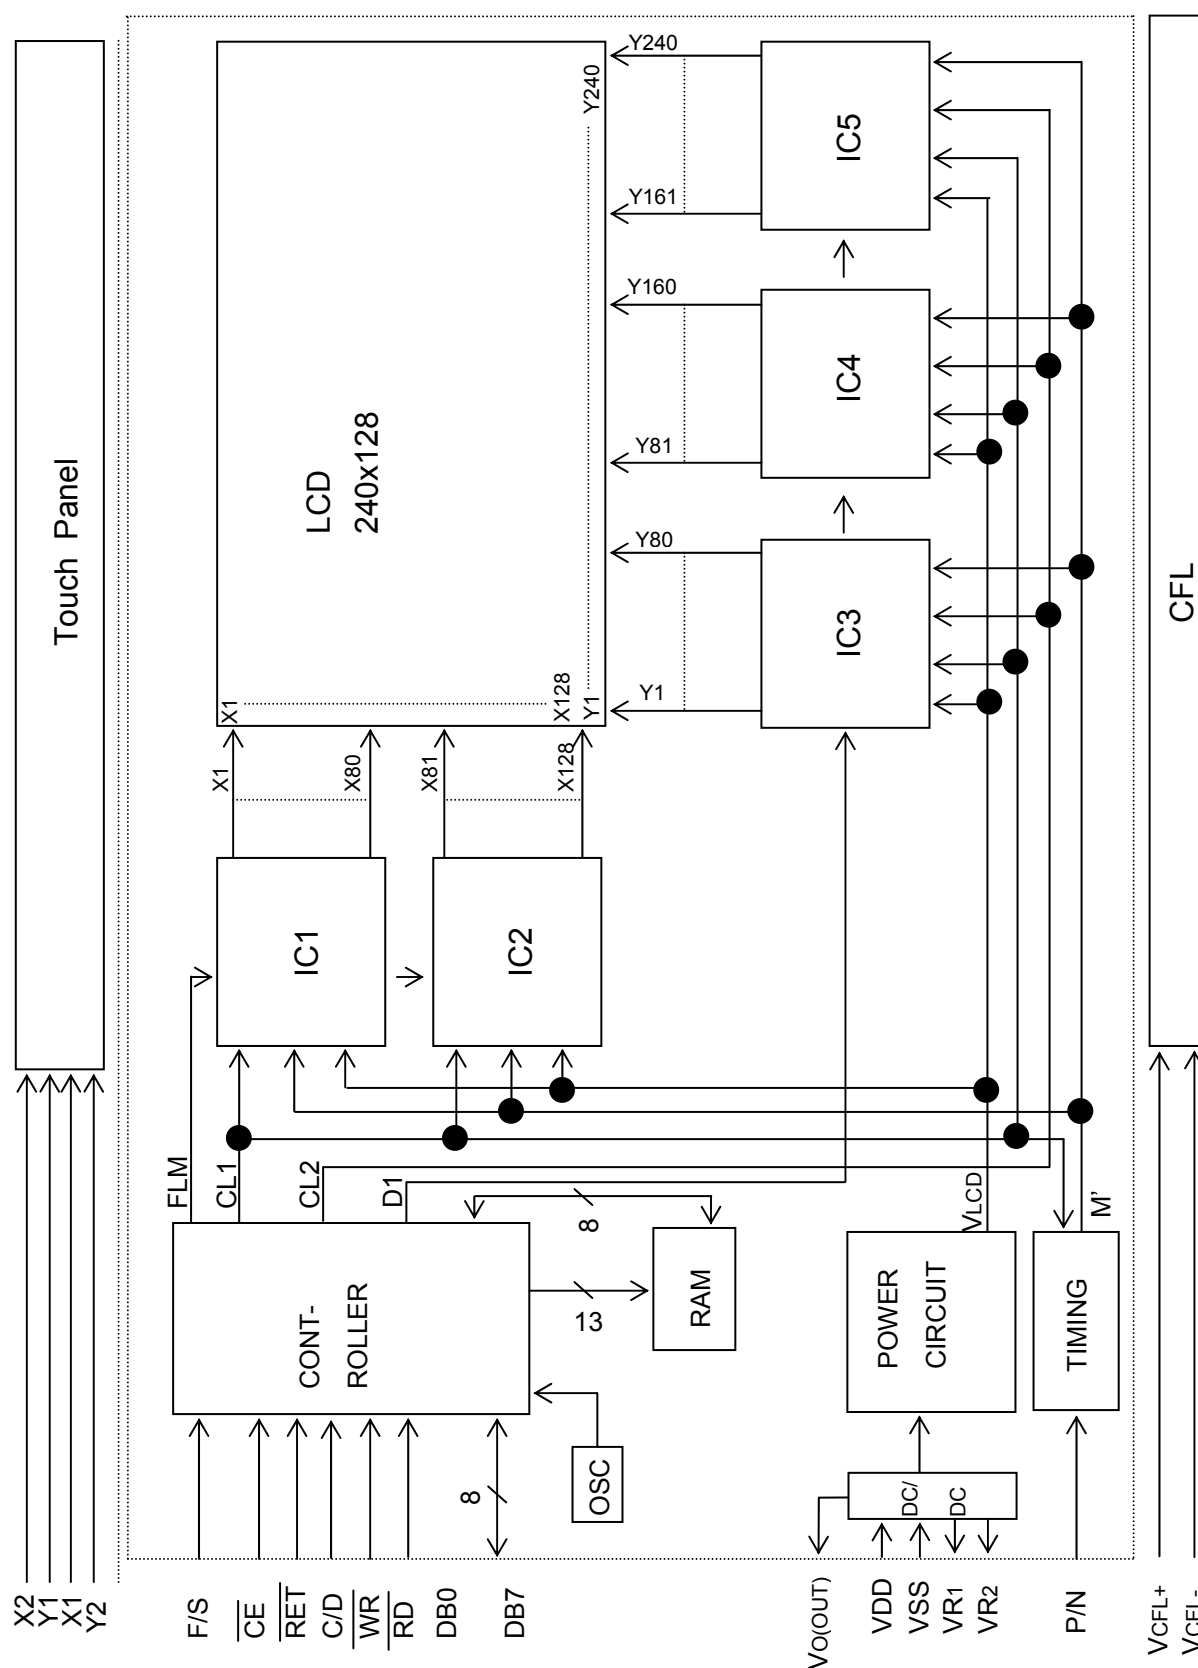 X2
Y1
X1
Y2
Touch Panel
F/S
CE
RET
C/D
WR
RD
DB0
DB7
8
CONT-
ROLLER
FLM
CL1
CL2
D1
8
13
RAM
OSC
IC1
IC2
X1
X80
X81
X128
X1
X128
Y1
Y240
LCD
240x128
Y1
Y80
Y81
Y160
Y161
Y240
IC3
IC4
IC5
VO(OUT)
VDD
VSS
VR1
VR2
DC/
DC
POWER
CIRCUIT
VLCD
P/N
TIMING
M'
VCFL+
VCFL-
CFL